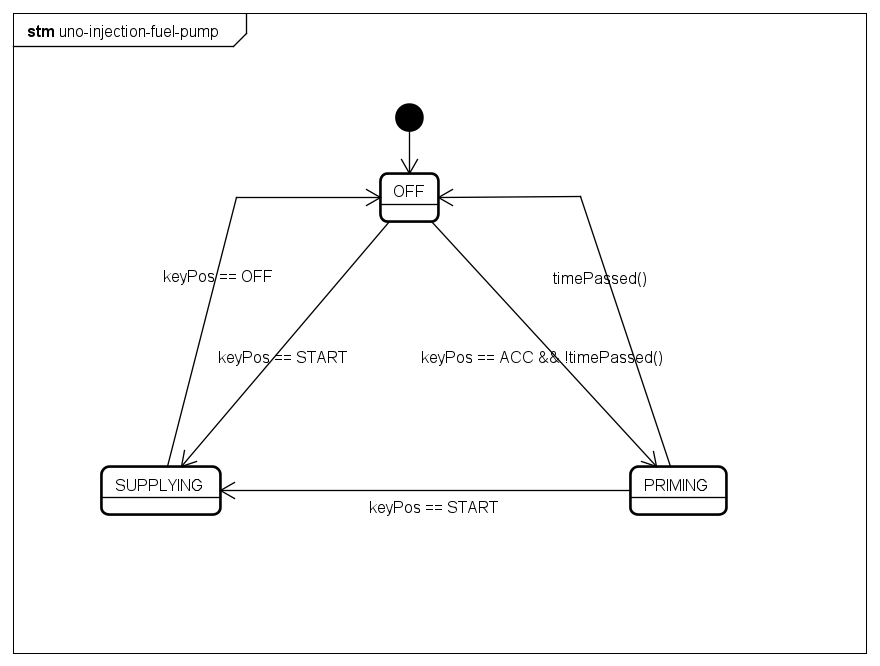 stm uno-injection-fuel-pump
OFF
keyPos == OFF
timePassed()
keyPos == START
keyPos == ACC && !timePassed()
SUPPLYING
PRIMING
keyPos == START